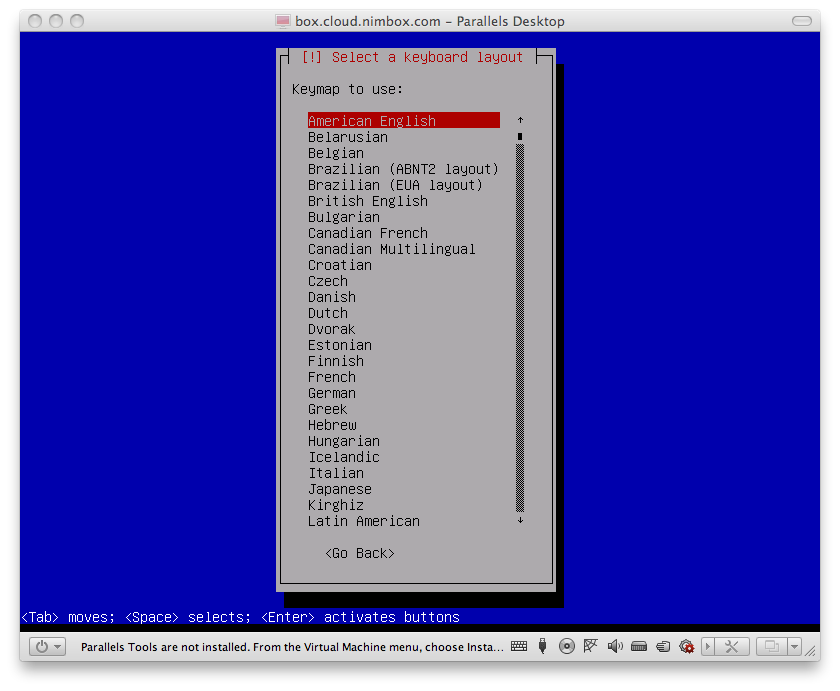 box.cloud.nimbox.com – Parallels Desktop
[!] Select a keyboard layout
Keymap to use:
American English
Belarusian
Belgian
Brazilian (ABNT2 layout)
Brazilian (EUA layout)
British English
Bulgarian
Canadian French
Canadian Multilingual
Croatian
Czech
Danish
Dutch
Dvorak
Estonian
Finnish
French
German
Greek
Hebrew
Hungarian
Icelandic
Italian
Japanese
Kirghiz
Latin American
<Go Back>
<Tab> moves; <Space> selects; <Enter> activates buttons
Parallels Tools are not installed. From the Virtual Machine menu, choose Insta...